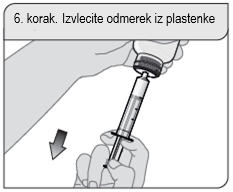 6. korak. Izvlecite odmerek iz plastenke